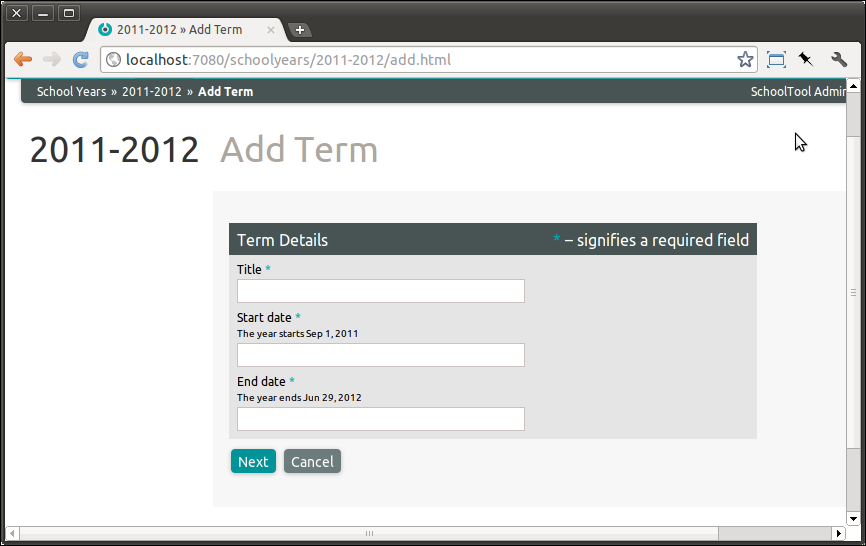 2011-2012 » Add Term
localhost:7080/schoolyears/2011-2012/add.html
School Years » 2011-2012 » Add Term
SchoolTool Admin
2011-2012 Add Term
Term Details
* – signifies a required field
Title *
Start date *
The year starts Sep 1, 2011
End date *
The year ends Jun 29, 2012
Next
Cancel